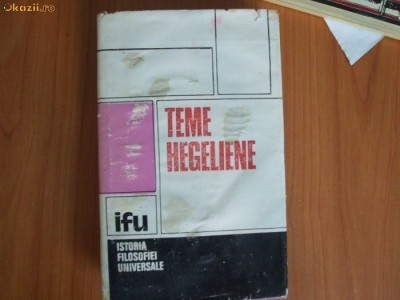 Okazii.ro
TEME
HEGELIENE
ifu
ISTORIA
FILOSOFIEI
UNIVERSALE